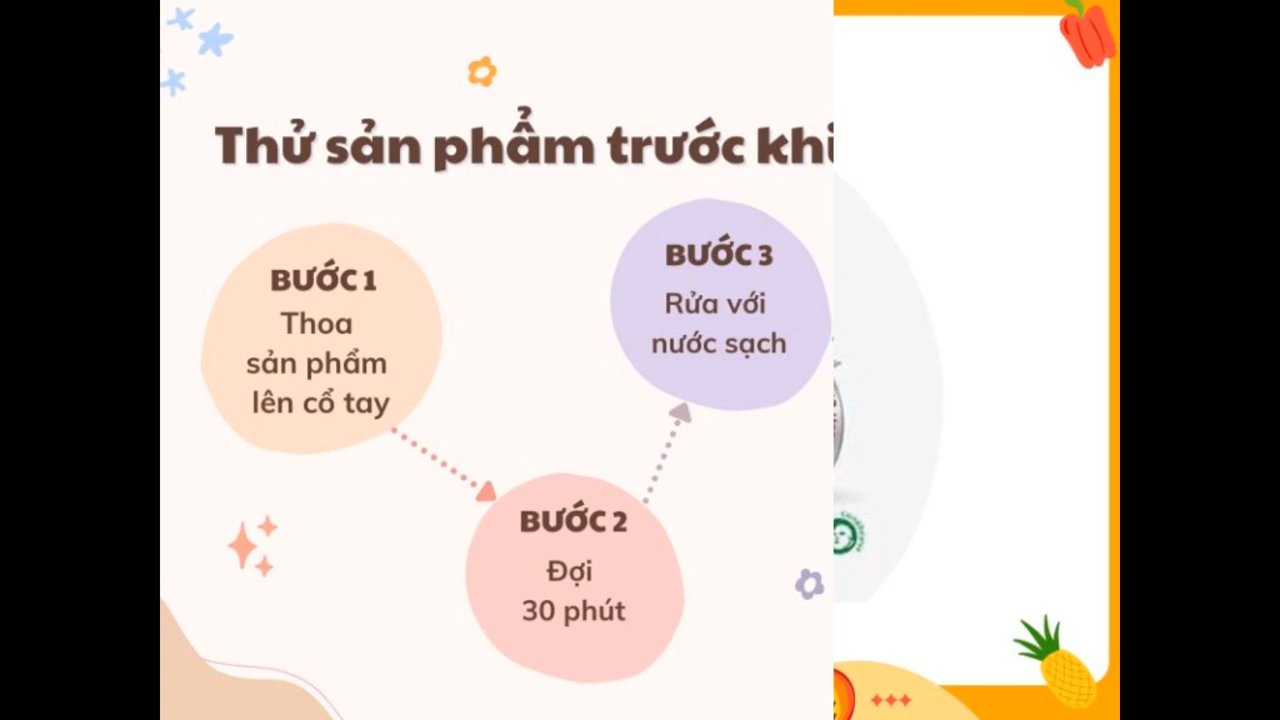 Thử sản phẩm trước khi
BƯỚC 1
Thoa
sản phẩm
lên cổ tay
BƯỚC 2
Đợi
30 phút
BƯỚC 3
Rửa với
nước sạch